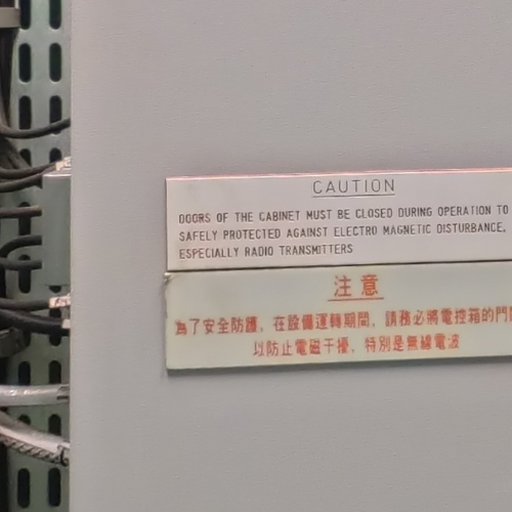 CAUTION
DOORS OF THE CABINET MUST BE CLOSED DURING OPERATION TO
SAFELY PROTECTED AGAINST ELECTRO MAGNETIC DISTURBANCE,
ESPECIALLY RADIO TRANSMITTERS
注意
為了安全防護，在設備運轉期間，請務必將電控箱的門
以防止電磁干擾，特別是無線電波